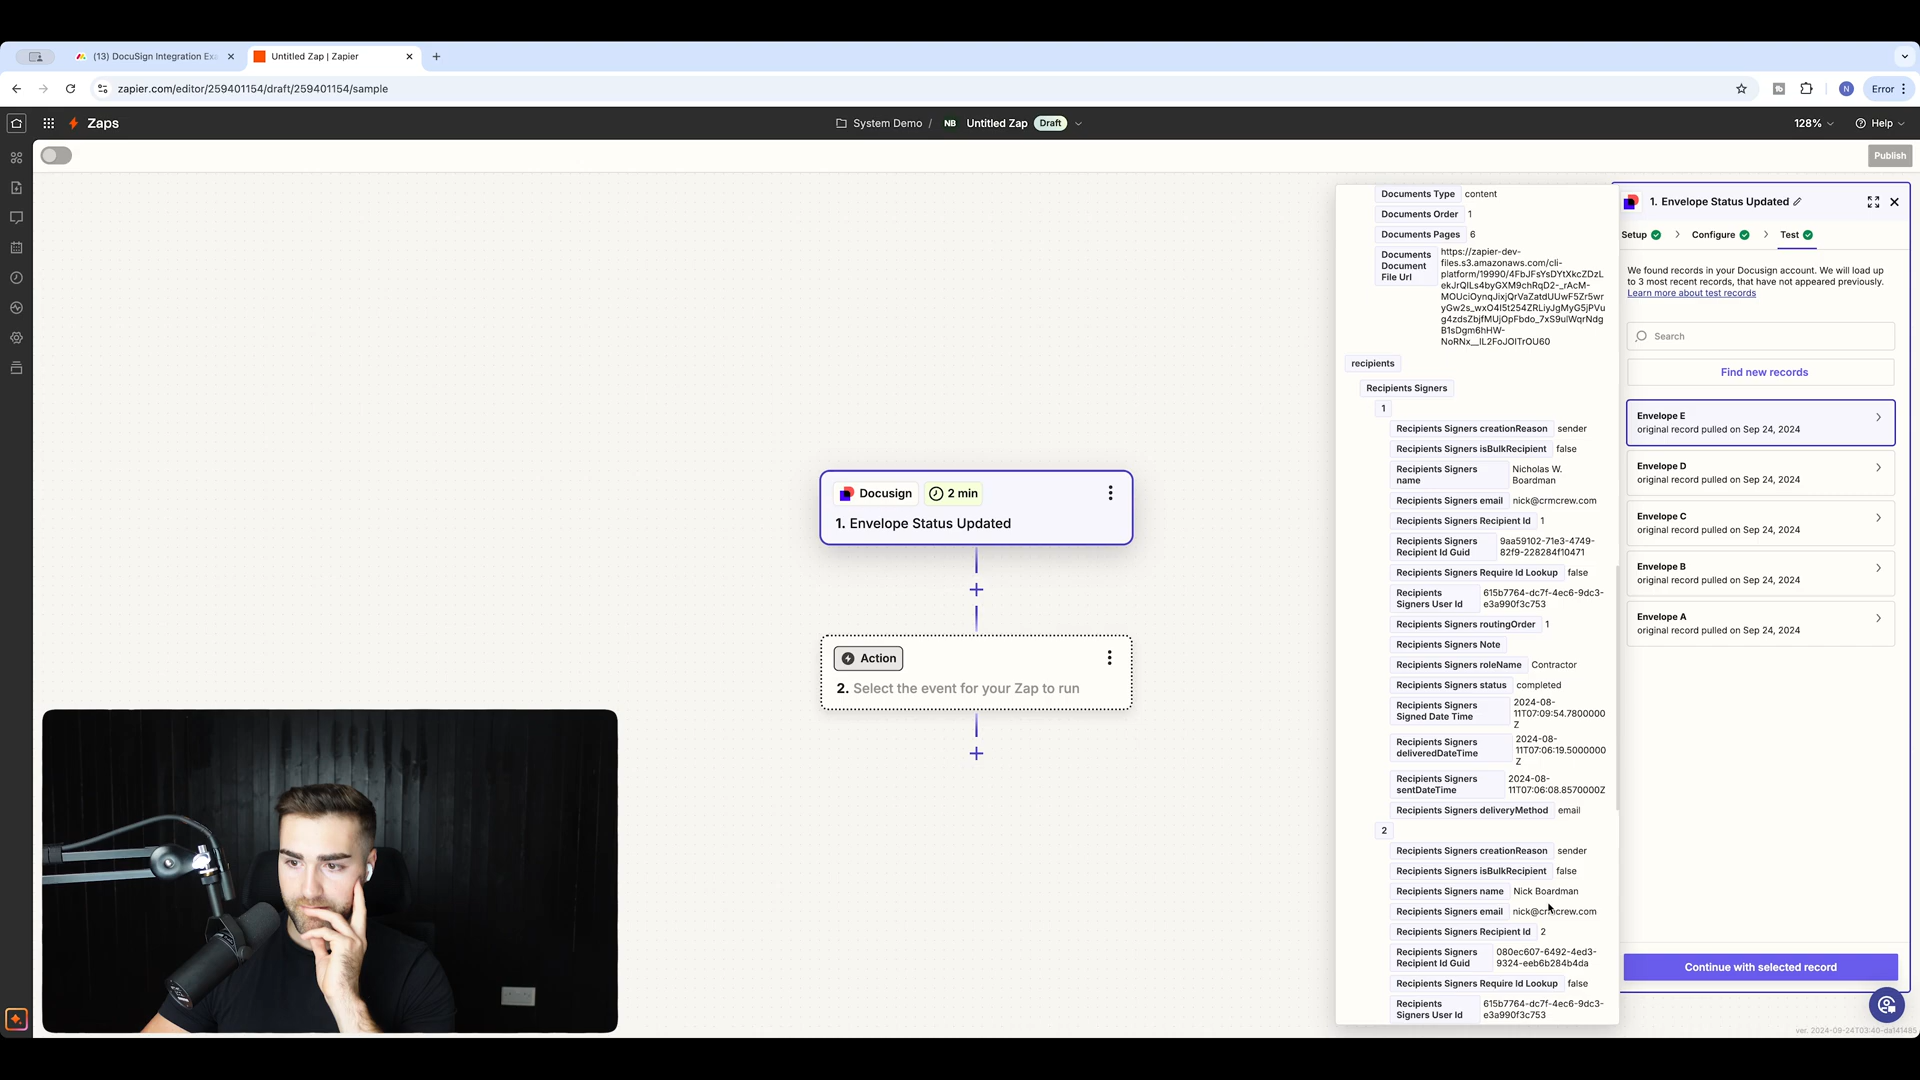 (13) DocuSign Integration Exa
Untitled Zap | Zapier
zapier.com/editor/259401154/draft/259401154/sample
N
Error
Zaps
System Demo / NB Untitled Zap Draft
128%
Help
Publish
Docusign 2 min
1. Envelope Status Updated
Action
2. Select the event for your Zap to run
Documents Type content
Documents Order 1
Documents Pages 6
Documents
Document
File Url
https://zapier-dev-
files.s3.amazonaws.com/cli-
recipients
Recipients Signers
1
Recipients Signers creationReason sender
Recipients Signers isBulkRecipient false
Recipients Signers
name
Nicholas W.
Boardman
Recipients Signers email nick@crmcrew.com
Recipients Signers Recipient Id 1
Recipients Signers
Recipient Id Guid
9aa59102-71e3-4749-
82f9-228284f10471
Recipients Signers Require Id Lookup false
Recipients
Signers User Id
615b7764-dc7f-4ec6-9dc3-
e3a990f3c753
Recipients Signers routingOrder 1
Recipients Signers Note
Recipients Signers roleName Contractor
Recipients Signers status completed
Recipients Signers
Signed Date Time
2024-08-
11T07:09:54.7800000
Z
Recipients Signers
deliveredDateTime
2024-08-
11T07:06:19.5000000
Z
Recipients Signers
sentDateTime
2024-08-
11T07:06:08.8570000Z
Recipients Signers deliveryMethod email
2
Recipients Signers creationReason sender
Recipients Signers isBulkRecipient false
Recipients Signers name Nick Boardman
Recipients Signers email nick@crmcrew.com
Recipients Signers Recipient Id 2
Recipients Signers
Recipient Id Guid
080ec607-6492-4ed3-
9324-eeb6b284b4da
Recipients Signers Require Id Lookup false
Recipients
Signers User Id
615b7764-dc7f-4ec6-9dc3-
e3a990f3c753
1. Envelope Status Updated
Setup Configure Test
We found records in your Docusign account. We will load up
to 3 most recent records, that have not appeared previously.
Learn more about test records
Search
Find new records
Envelope E
original record pulled on Sep 24, 2024
Envelope D
original record pulled on Sep 24, 2024
Envelope C
original record pulled on Sep 24, 2024
Envelope B
original record pulled on Sep 24, 2024
Envelope A
original record pulled on Sep 24, 2024
Continue with selected record
ver. 2024-09-24T03:40-da141485